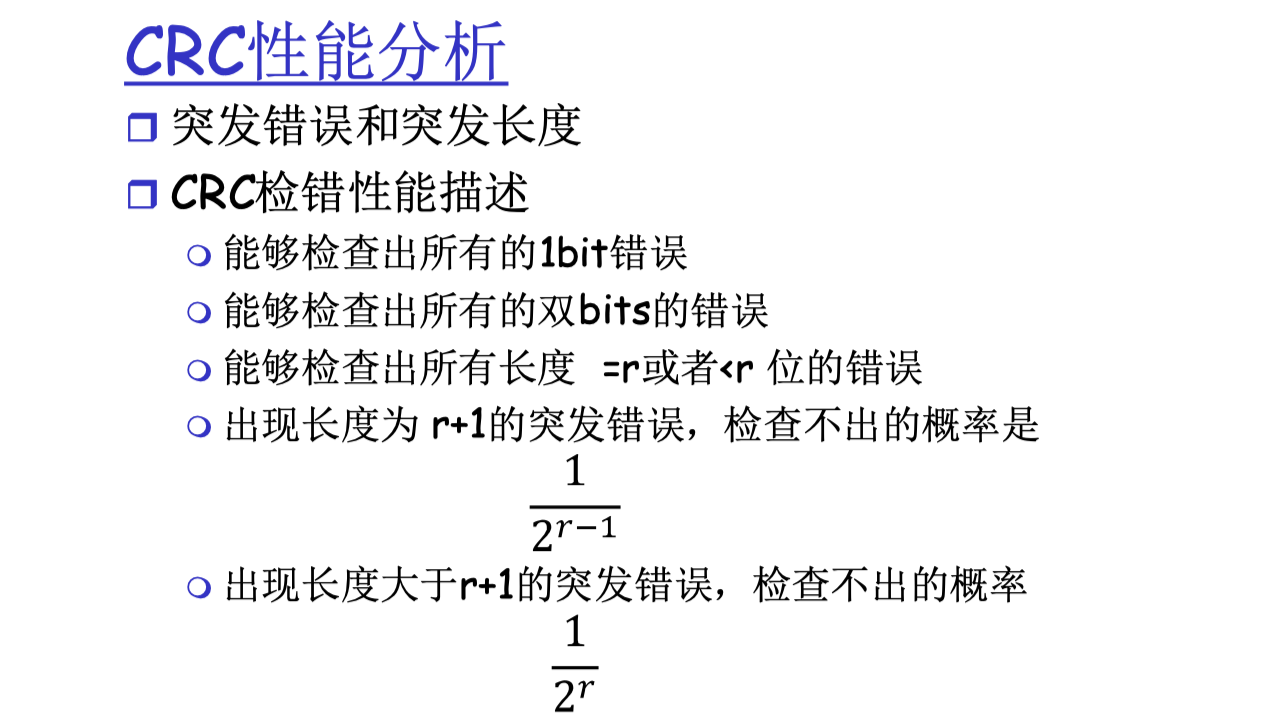 CRC性能分析
突发错误和突发长度
CRC检错性能描述
能够检查出所有的1bit错误
能够检查出所有的双bits的错误
能够检查出所有长度 =r或者<r 位的错误
出现长度为 r+1的突发错误，检查不出的概率是
1
2^{r−1}
出现长度大于r+1的突发错误，检查不出的概率
1
2^r